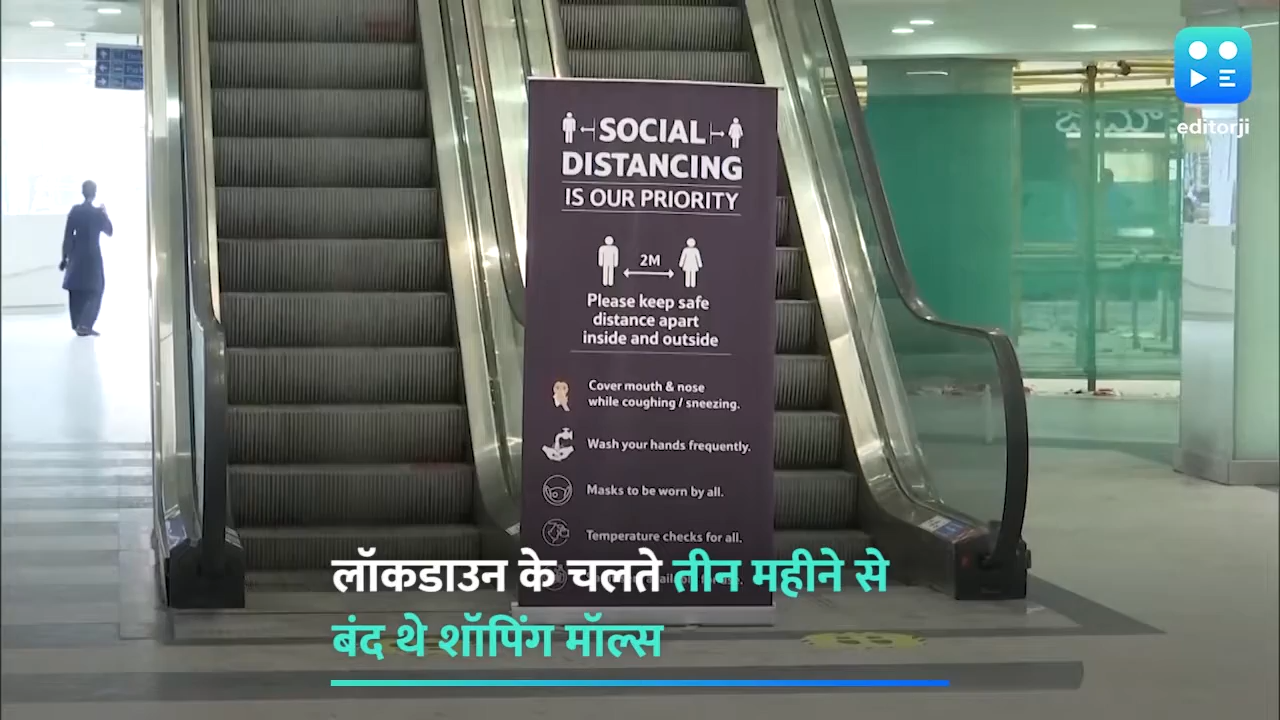 editorji
SOCIAL
DISTANCING
IS OUR PRIORITY
2M
Please keep safe
distance apart
inside and outside
Cover mouth & nose
while coughing / sneezing.
Wash your hands frequently.
Masks to be worn by all.
Temperature checks for all.
लॉकडाउन के चलते तीन महीने से
बंद थे शॉपिंग मॉल्स